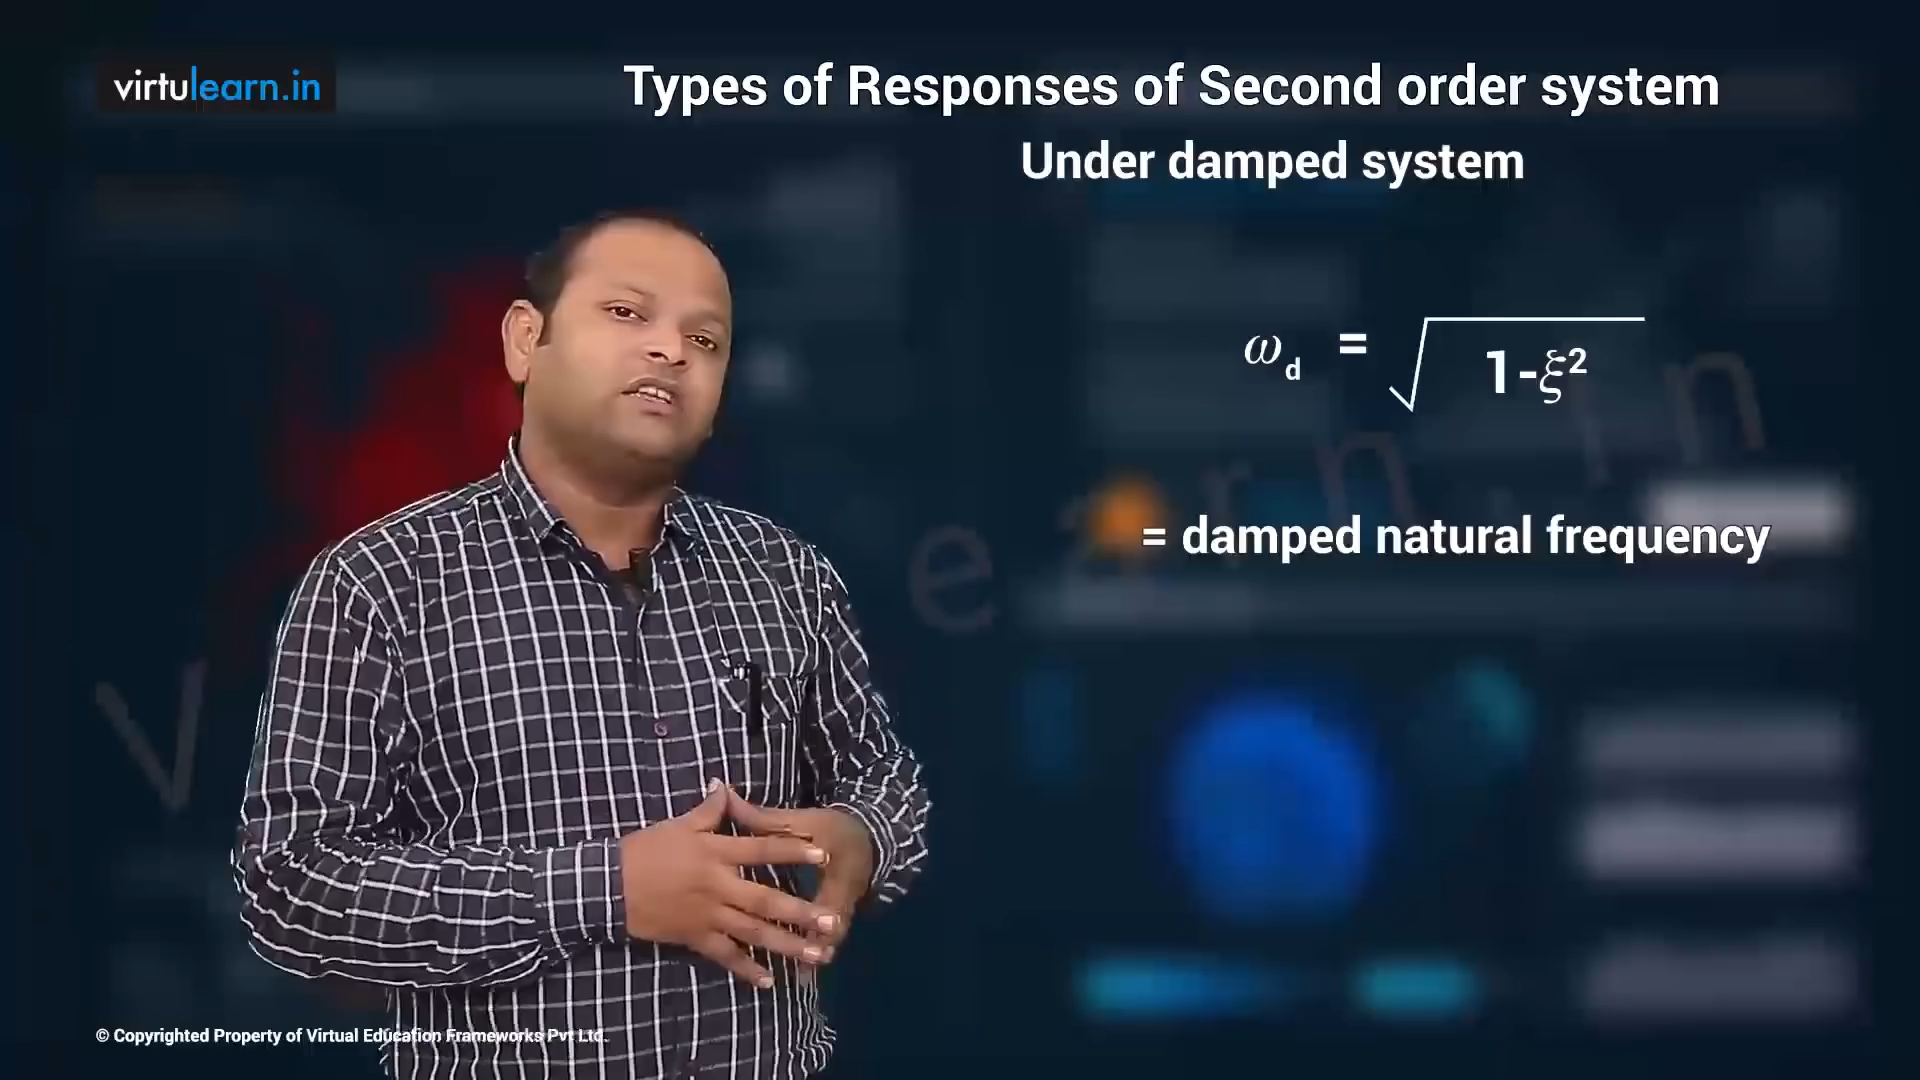 virtulearn.in
Types of Responses of Second order system
Under damped system
ω_d = √1-ξ²
= damped natural frequency
v e a r n . i n
© Copyrighted Property of Virtual Education Frameworks Pvt Ltd.